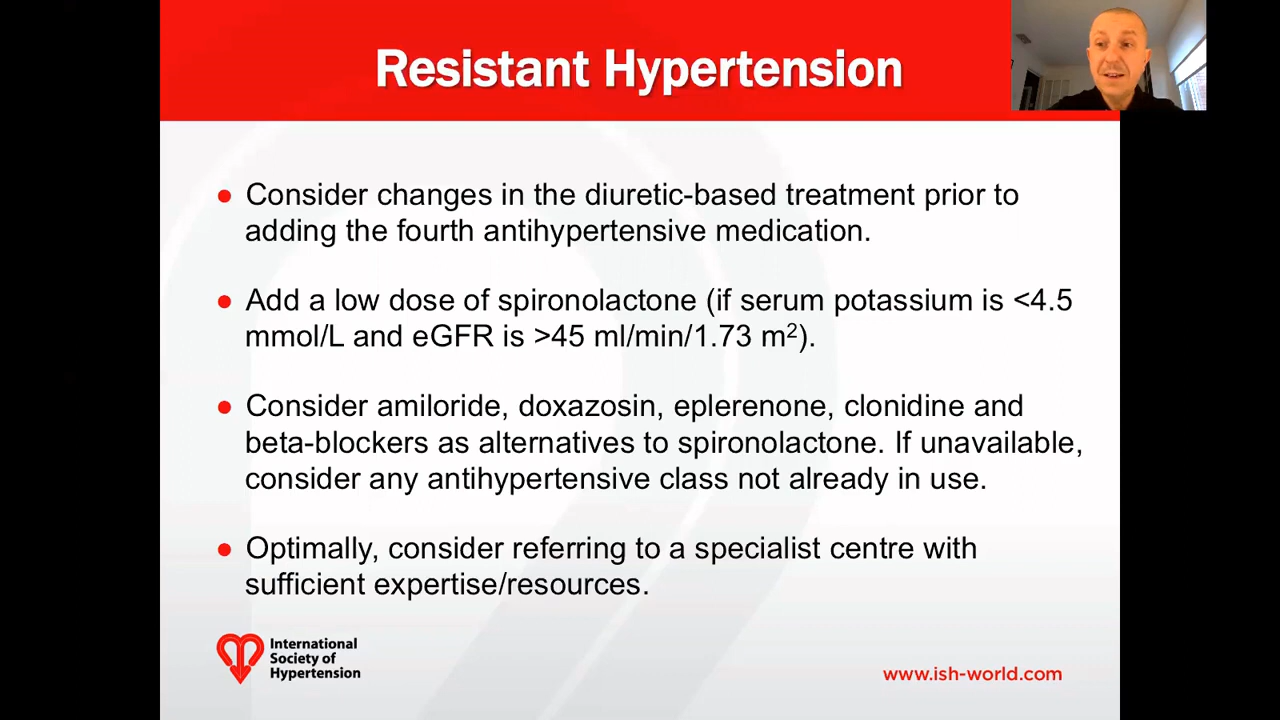 Resistant Hypertension
● Consider changes in the diuretic-based treatment prior to
adding the fourth antihypertensive medication.
● Add a low dose of spironolactone (if serum potassium is <4.5
mmol/L and eGFR is >45 ml/min/1.73 m²).
● Consider amiloride, doxazosin, eplerenone, clonidine and
beta-blockers as alternatives to spironolactone. If unavailable,
consider any antihypertensive class not already in use.
● Optimally, consider referring to a specialist centre with
sufficient expertise/resources.
International
Society of
Hypertension
www.ish-world.com